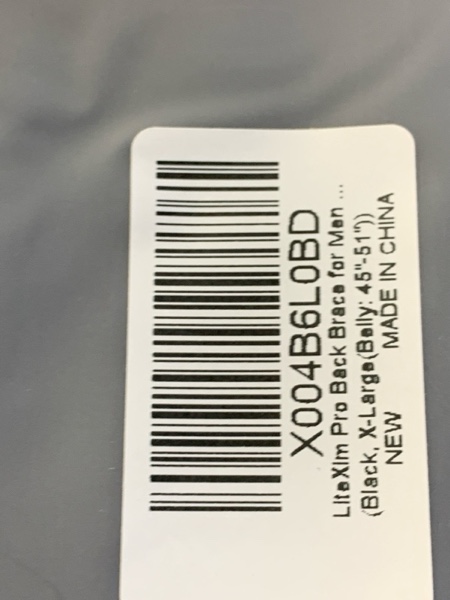 X004B6L0BD
LiteXim Pro Back Brace for Men ...
(Black, X-Large(Belly: 45"-51"))
NEW MADE IN CHINA